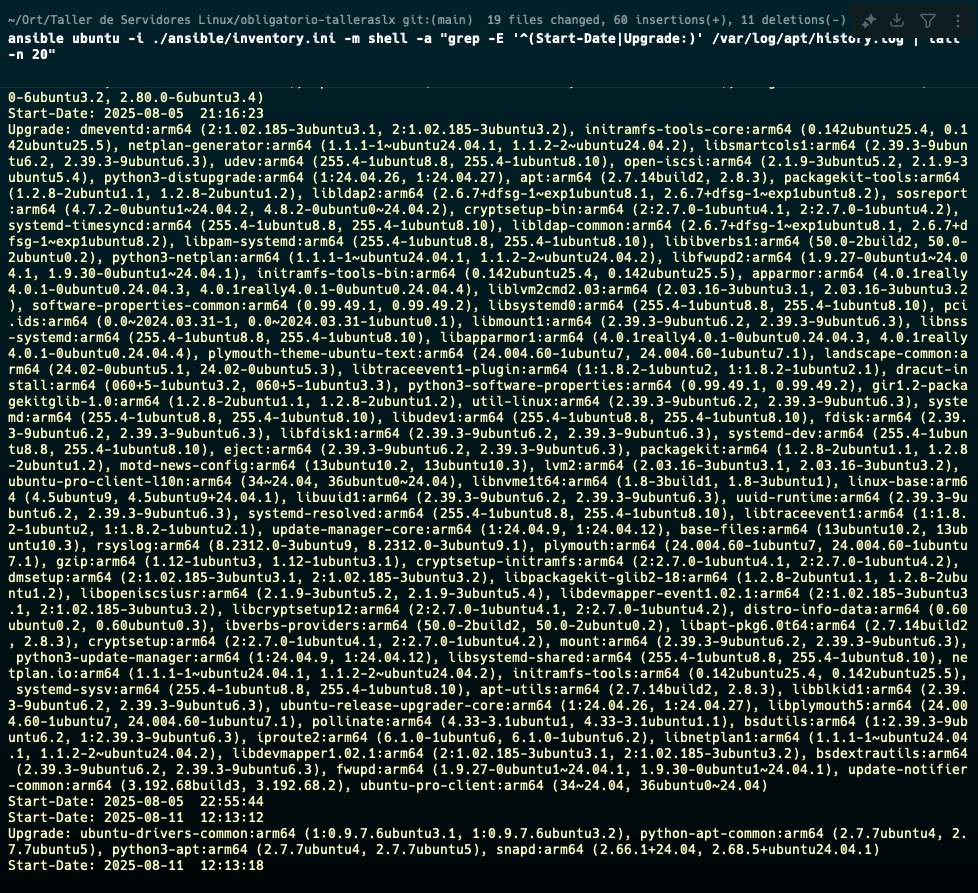 ~/Ort/Taller de Servidores Linux/obligatorio-talleraslx git:(main)  19 files changed, 60 insertions(+), 11 deletions(-)
ansible ubuntu -i ./ansible/inventory.ini -m shell -a "grep -E '^(Start-Date|Upgrade:)' /var/log/apt/history.log | tail
-n 20"
0-6ubuntu3.2, 2.80.0-6ubuntu3.4)
Start-Date: 2025-08-05  21:16:23
Upgrade: dmeventd:arm64 (2:1.02.185-3ubuntu3.1, 2:1.02.185-3ubuntu3.2), initramfs-tools-core:arm64 (0.142ubuntu25.4, 0.1
42ubuntu25.5), netplan-generator:arm64 (1.1.1-1~ubuntu24.04.1, 1.1.2-2~ubuntu24.04.2), libsmartcols1:arm64 (2.39.3-9ubun
tu6.2, 2.39.3-9ubuntu6.3), udev:arm64 (255.4-1ubuntu8.8, 255.4-1ubuntu8.10), open-iscsi:arm64 (2.1.9-3ubuntu5.2, 2.1.9-3
ubuntu5.4), python3-distupgrade:arm64 (1:24.04.26, 1:24.04.27), apt:arm64 (2.7.14build2, 2.8.3), packagekit-tools:arm64
(1.2.8-2ubuntu1.1, 1.2.8-2ubuntu1.2), libldap2:arm64 (2.6.7+dfsg-1~exp1ubuntu8.1, 2.6.7+dfsg-1~exp1ubuntu8.2), sosreport
:arm64 (4.7.2-0ubuntu1~24.04.2, 4.8.2-0ubuntu0~24.04.2), cryptsetup-bin:arm64 (2:2.7.0-1ubuntu4.1, 2:2.7.0-1ubuntu4.2),
systemd-timesyncd:arm64 (255.4-1ubuntu8.8, 255.4-1ubuntu8.10), libldap-common:arm64 (2.6.7+dfsg-1~exp1ubuntu8.1, 2.6.7+d
fsg-1~exp1ubuntu8.2), libpam-systemd:arm64 (255.4-1ubuntu8.8, 255.4-1ubuntu8.10), libibverbs1:arm64 (50.0-2build2, 50.0-
2ubuntu0.2), python3-netplan:arm64 (1.1.1-1~ubuntu24.04.1, 1.1.2-2~ubuntu24.04.2), libfwupd2:arm64 (1.9.27-0ubuntu1~24.0
4.1, 1.9.30-0ubuntu1~24.04.1), initramfs-tools-bin:arm64 (0.142ubuntu25.4, 0.142ubuntu25.5), apparmor:arm64 (4.0.1really
4.0.1-0ubuntu0.24.04.3, 4.0.1really4.0.1-0ubuntu0.24.04.4), liblvm2cmd2.03:arm64 (2.03.16-3ubuntu3.1, 2.03.16-3ubuntu3.2
), software-properties-common:arm64 (0.99.49.1, 0.99.49.2), libsystemd0:arm64 (255.4-1ubuntu8.8, 255.4-1ubuntu8.10), pci
.ids:arm64 (0.0~2024.03.31-1, 0.0~2024.03.31-1ubuntu0.1), libmount1:arm64 (2.39.3-9ubuntu6.2, 2.39.3-9ubuntu6.3), libnss
-systemd:arm64 (255.4-1ubuntu8.8, 255.4-1ubuntu8.10), libapparmor1:arm64 (4.0.1really4.0.1-0ubuntu0.24.04.3, 4.0.1really
4.0.1-0ubuntu0.24.04.4), plymouth-theme-ubuntu-text:arm64 (24.004.60-1ubuntu7, 24.004.60-1ubuntu7.1), landscape-common:a
rm64 (24.02-0ubuntu5.1, 24.02-0ubuntu5.3), libtraceevent1-plugin:arm64 (1:1.8.2-1ubuntu2, 1:1.8.2-1ubuntu2.1), dracut-in
stall:arm64 (060+5-1ubuntu3.2, 060+5-1ubuntu3.3), python3-software-properties:arm64 (0.99.49.1, 0.99.49.2), gir1.2-packa
gekitglib-1.0:arm64 (1.2.8-2ubuntu1.1, 1.2.8-2ubuntu1.2), util-linux:arm64 (2.39.3-9ubuntu6.2, 2.39.3-9ubuntu6.3), syste
md:arm64 (255.4-1ubuntu8.8, 255.4-1ubuntu8.10), libudev1:arm64 (255.4-1ubuntu8.8, 255.4-1ubuntu8.10), fdisk:arm64 (2.39.
3-9ubuntu6.2, 2.39.3-9ubuntu6.3), libfdisk1:arm64 (2.39.3-9ubuntu6.2, 2.39.3-9ubuntu6.3), systemd-dev:arm64 (255.4-1ubun
tu8.8, 255.4-1ubuntu8.10), eject:arm64 (2.39.3-9ubuntu6.2, 2.39.3-9ubuntu6.3), packagekit:arm64 (1.2.8-2ubuntu1.1, 1.2.8
-2ubuntu1.2), motd-news-config:arm64 (13ubuntu10.2, 13ubuntu10.3), lvm2:arm64 (2.03.16-3ubuntu3.1, 2.03.16-3ubuntu3.2),
ubuntu-pro-client-l10n:arm64 (34~24.04, 36ubuntu0~24.04), libnvme1t64:arm64 (1.8-3build1, 1.8-3ubuntu1), linux-base:arm6
4 (4.5ubuntu9, 4.5ubuntu9+24.04.1), libuuid1:arm64 (2.39.3-9ubuntu6.2, 2.39.3-9ubuntu6.3), uuid-runtime:arm64 (2.39.3-9u
buntu6.2, 2.39.3-9ubuntu6.3), systemd-resolved:arm64 (255.4-1ubuntu8.8, 255.4-1ubuntu8.10), libtraceevent1:arm64 (1:1.8.
2-1ubuntu2, 1:1.8.2-1ubuntu2.1), update-manager-core:arm64 (1:24.04.9, 1:24.04.12), base-files:arm64 (13ubuntu10.2, 13ub
untu10.3), rsyslog:arm64 (8.2312.0-3ubuntu9, 8.2312.0-3ubuntu9.1), plymouth:arm64 (24.004.60-1ubuntu7, 24.004.60-1ubuntu
7.1), gzip:arm64 (1.12-1ubuntu3, 1.12-1ubuntu3.1), cryptsetup-initramfs:arm64 (2:2.7.0-1ubuntu4.1, 2:2.7.0-1ubuntu4.2),
dmsetup:arm64 (2:1.02.185-3ubuntu3.1, 2:1.02.185-3ubuntu3.2), libpackagekit-glib2-18:arm64 (1.2.8-2ubuntu1.1, 1.2.8-2ubu
ntu1.2), libopeniscsiusr:arm64 (2.1.9-3ubuntu5.2, 2.1.9-3ubuntu5.4), libdevmapper-event1.02.1:arm64 (2:1.02.185-3ubuntu3
.1, 2:1.02.185-3ubuntu3.2), libcryptsetup12:arm64 (2:2.7.0-1ubuntu4.1, 2:2.7.0-1ubuntu4.2), distro-info-data:arm64 (0.60
ubuntu0.2, 0.60ubuntu0.3), ibverbs-providers:arm64 (50.0-2build2, 50.0-2ubuntu0.2), libapt-pkg6.0t64:arm64 (2.7.14build2
, 2.8.3), cryptsetup:arm64 (2:2.7.0-1ubuntu4.1, 2:2.7.0-1ubuntu4.2), mount:arm64 (2.39.3-9ubuntu6.2, 2.39.3-9ubuntu6.3),
 python3-update-manager:arm64 (1:24.04.9, 1:24.04.12), libsystemd-shared:arm64 (255.4-1ubuntu8.8, 255.4-1ubuntu8.10), ne
tplan.io:arm64 (1.1.1-1~ubuntu24.04.1, 1.1.2-2~ubuntu24.04.2), initramfs-tools:arm64 (0.142ubuntu25.4, 0.142ubuntu25.5),
 systemd-sysv:arm64 (255.4-1ubuntu8.8, 255.4-1ubuntu8.10), apt-utils:arm64 (2.7.14build2, 2.8.3), libblkid1:arm64 (2.39.
3-9ubuntu6.2, 2.39.3-9ubuntu6.3), ubuntu-release-upgrader-core:arm64 (1:24.04.26, 1:24.04.27), libplymouth5:arm64 (24.00
4.60-1ubuntu7, 24.004.60-1ubuntu7.1), pollinate:arm64 (4.33-3.1ubuntu1, 4.33-3.1ubuntu1.1), bsdutils:arm64 (1:2.39.3-9ub
untu6.2, 1:2.39.3-9ubuntu6.3), iproute2:arm64 (6.1.0-1ubuntu6, 6.1.0-1ubuntu6.2), libnetplan1:arm64 (1.1.1-1~ubuntu24.04
.1, 1.1.2-2~ubuntu24.04.2), libdevmapper1.02.1:arm64 (2:1.02.185-3ubuntu3.1, 2:1.02.185-3ubuntu3.2), bsdextrautils:arm64
 (2.39.3-9ubuntu6.2, 2.39.3-9ubuntu6.3), fwupd:arm64 (1.9.27-0ubuntu1~24.04.1, 1.9.30-0ubuntu1~24.04.1), update-notifier
-common:arm64 (3.192.68build3, 3.192.68.2), ubuntu-pro-client:arm64 (34~24.04, 36ubuntu0~24.04)
Start-Date: 2025-08-05  22:55:44
Start-Date: 2025-08-11  12:13:12
Upgrade: ubuntu-drivers-common:arm64 (1:0.9.7.6ubuntu3.1, 1:0.9.7.6ubuntu3.2), python-apt-common:arm64 (2.7.7ubuntu4, 2.
7.7ubuntu5), python3-apt:arm64 (2.7.7ubuntu4, 2.7.7ubuntu5), snapd:arm64 (2.66.1+24.04, 2.68.5+ubuntu24.04.1)
Start-Date: 2025-08-11  12:13:18